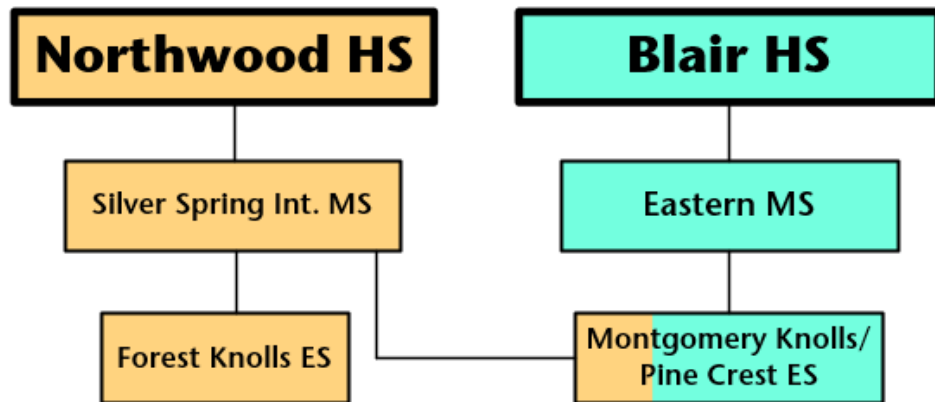 Northwood HS
Blair HS
Silver Spring Int. MS
Eastern MS
Forest Knolls ES
Montgomery Knolls/
Pine Crest ES